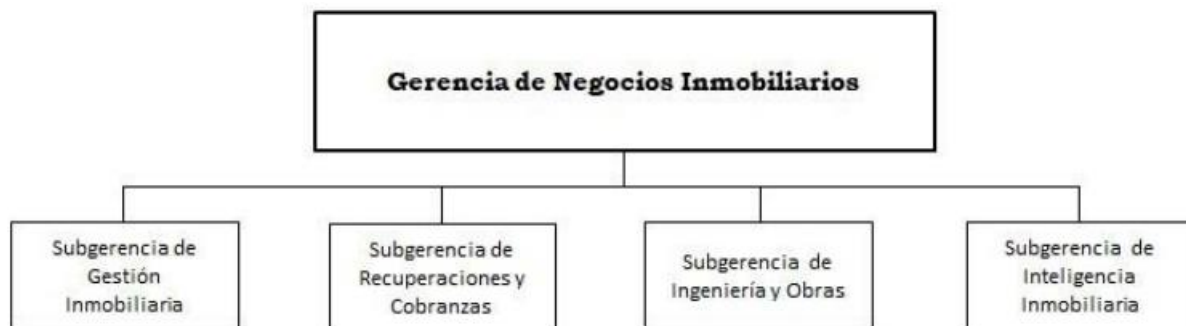 Gerencia de Negocios Inmobiliarios
Subgerencia de
Gestión
Inmobiliaria
Subgerencia de
Recuperaciones y
Cobranzas
Subgerencia de
Ingeniería y Obras
Subgerencia de
Inteligencia
Inmobiliaria